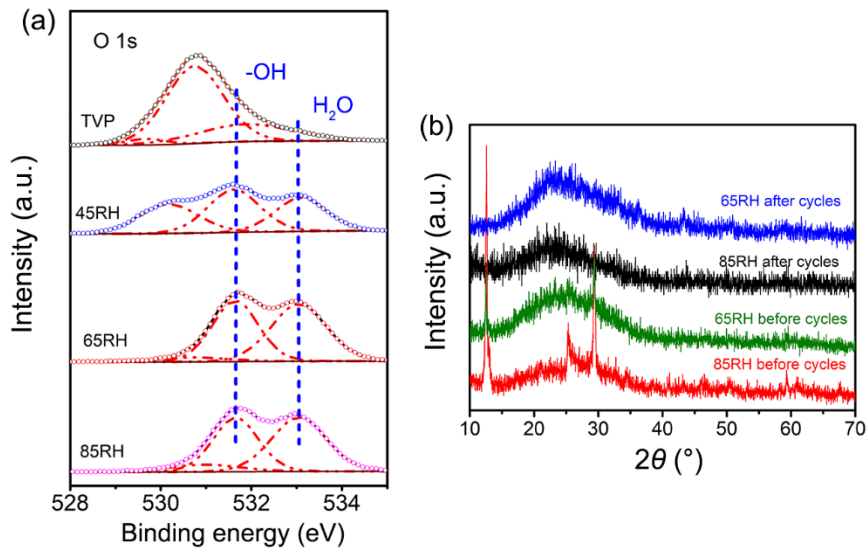 (a)
O 1s
-OH
H₂O
TVP
45RH
65RH
85RH
528 530 532 534
Binding energy (eV)
Intensity (a.u.)
(b)
65RH after cycles
85RH after cycles
65RH before cycles
85RH before cycles
10 20 30 40 50 60 70
2θ (°)
Intensity (a.u.)